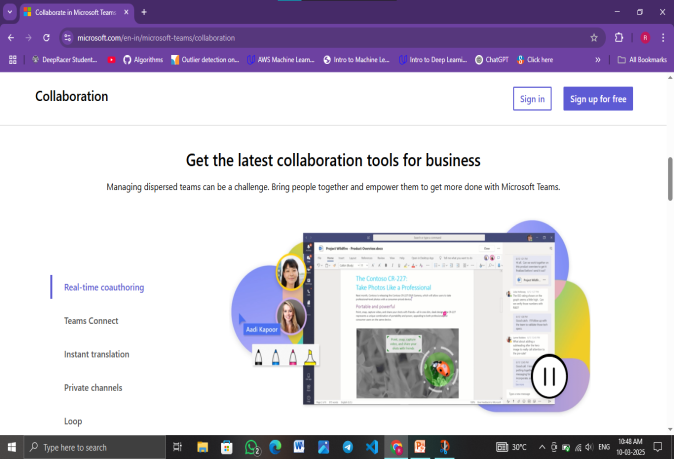 Collaborate in Microsoft Teams
microsoft.com/en-in/microsoft-teams/collaboration
DeepRacer Student...
Algorithms
Outlier detection on...
AWS Machine Learn...
Intro to Machine Le...
Intro to Deep Learni...
ChatGPT
Click here
All Bookmarks
Collaboration
Sign in
Sign up for free
Get the latest collaboration tools for business
Managing dispersed teams can be a challenge. Bring people together and empower them to get more done with Microsoft Teams.
Real-time coauthoring
Teams Connect
Instant translation
Private channels
Loop
Aadi Kapoor
The Contoso CR-227:
Take Photos Like a Professional
Portable and powerful
Type here to search
2
R
30°C
ENG
10:48 AM
10-03-2025